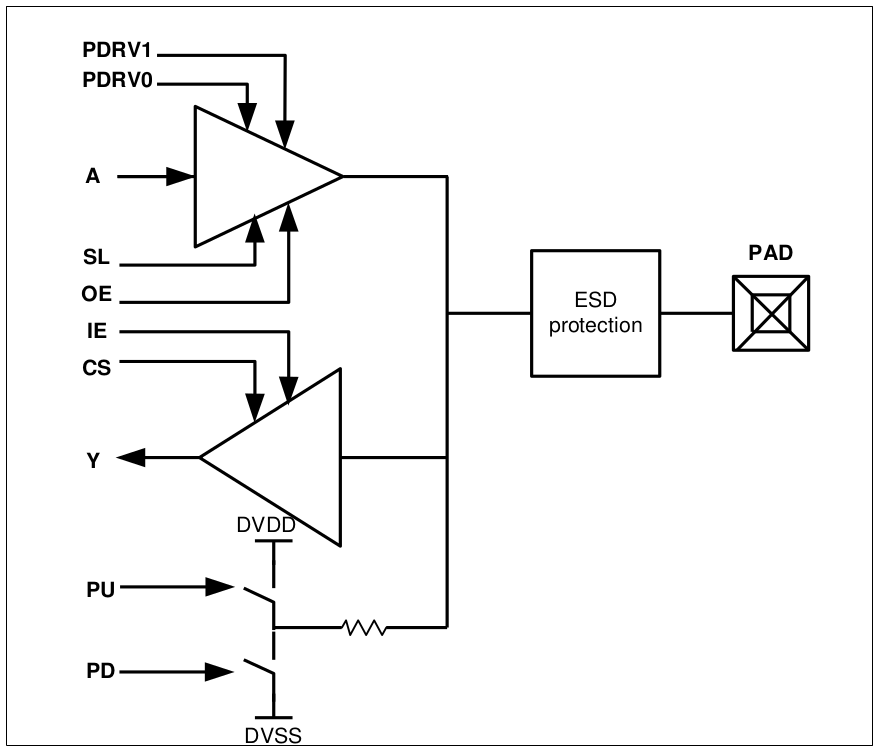 PDRV1
PDRV0
A
SL
OE
IE
CS
Y
DVDD
PU
PD
DVSS
ESD
protection
PAD